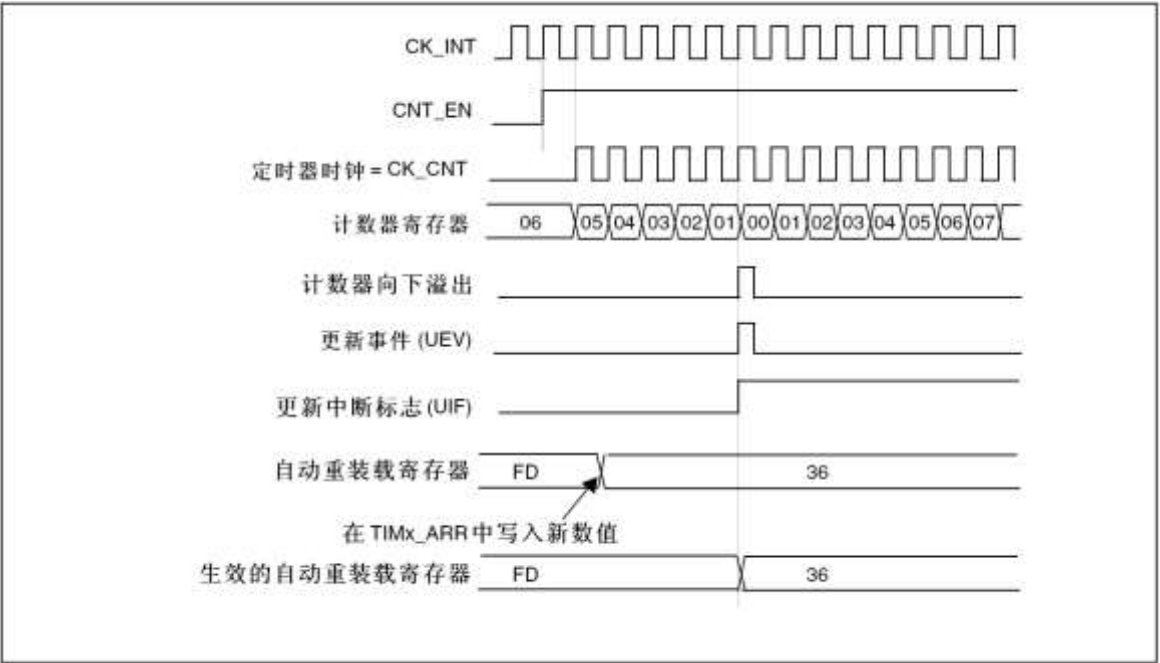 CK_INT
CNT_EN
定时器时钟 = CK_CNT
计数器寄存器 06 05 04 03 02 01 00 01 02 03 04 05 06 07
计数器向下溢出
更新事件 (UEV)
更新中断标志 (UIF)
自动重装载寄存器 FD 36
在 TIMx_ARR 中写入新数值
生效的自动重装载寄存器 FD 36